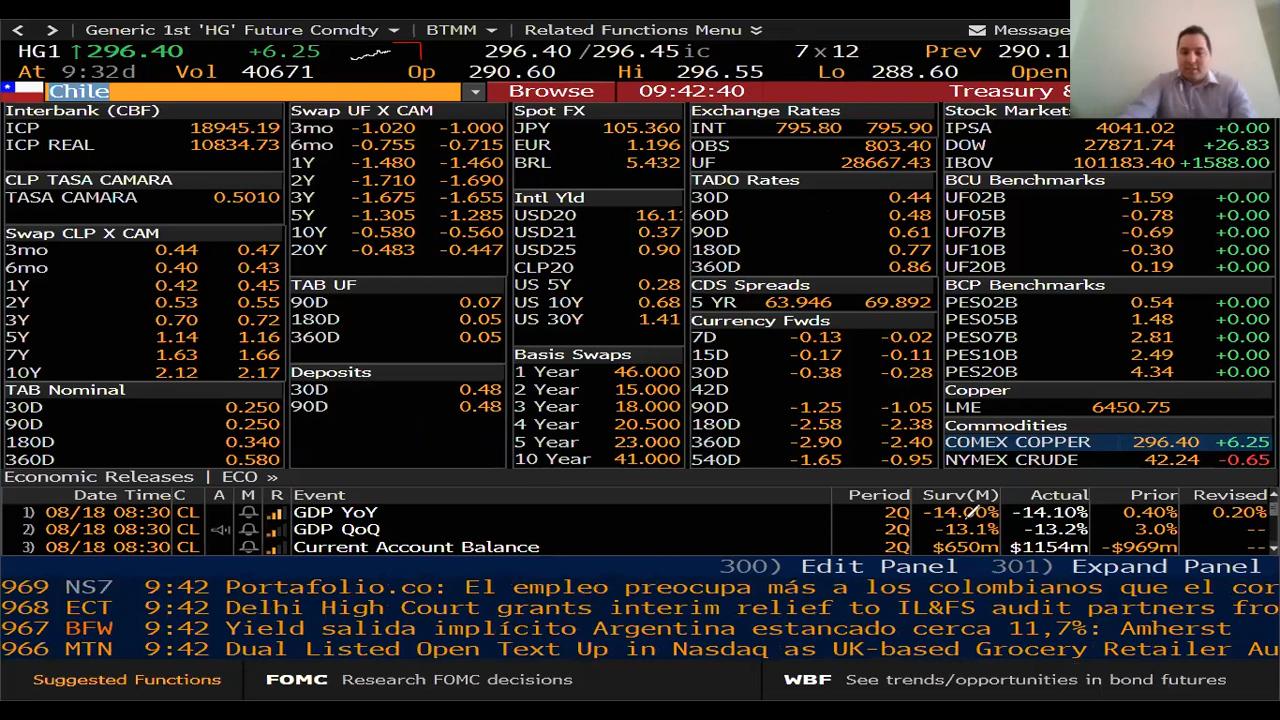 < > Generic 1st 'HG' Future Comdty BTMM Related Functions Menu Message
HG1 ↑296.40 +6.25 296.40 /296.45 ic 7 x 12 Prev 290.1
At 9:32d Vol 40671 Op 290.60 Hi 296.55 Lo 288.60 Open
Chile Browse 09:42:40 Treasury &
Interbank (CBF)
ICP 18945.19
ICP REAL 10834.73
CLP TASA CAMARA
TASA CAMARA 0.5010
Swap CLP X CAM
3mo 0.44 0.47
6mo 0.40 0.43
1Y 0.42 0.45
2Y 0.53 0.55
3Y 0.70 0.72
5Y 1.14 1.16
7Y 1.63 1.66
10Y 2.12 2.17
TAB Nominal
30D 0.250
90D 0.250
180D 0.340
360D 0.580
Swap UF X CAM
3mo -1.020 -1.000
6mo -0.755 -0.715
1Y -1.480 -1.460
2Y -1.710 -1.690
3Y -1.675 -1.655
5Y -1.305 -1.285
10Y -0.580 -0.560
20Y -0.483 -0.447
TAB UF
90D 0.07
180D 0.05
360D 0.05
Deposits
30D 0.48
90D 0.48
Spot FX
JPY 105.360
EUR 1.196
BRL 5.432
Intl Yld
USD20 16.1
USD21 0.37
USD25 0.90
CLP20
US 5Y 0.28
US 10Y 0.68
US 30Y 1.41
Basis Swaps
1 Year 46.000
2 Year 15.000
3 Year 18.000
4 Year 20.500
5 Year 23.000
10 Year 41.000
Exchange Rates
INT 795.80 795.90
OBS 803.40
UF 28667.43
TADO Rates
30D 0.44
60D 0.48
90D 0.61
180D 0.77
360D 0.86
CDS Spreads
5 YR 63.946 69.892
Currency Fwds
7D -0.13 -0.02
15D -0.17 -0.11
30D -0.38 -0.28
42D
90D -1.25 -1.05
180D -2.58 -2.38
360D -2.90 -2.40
540D -1.65 -0.95
Stock Market
IPSA 4041.02 +0.00
DOW 27871.74 +26.83
IBOV 101183.40 +1588.00
BCU Benchmarks
UF02B -1.59 +0.00
UF05B -0.78 +0.00
UF07B -0.69 +0.00
UF10B -0.30 +0.00
UF20B 0.19 +0.00
BCP Benchmarks
PES02B 0.54 +0.00
PES05B 1.48 +0.00
PES07B 2.81 +0.00
PES10B 2.49 +0.00
PES20B 4.34 +0.00
Copper
LME 6450.75
Commodities
COMEX COPPER 296.40 +6.25
NYMEX CRUDE 42.24 -0.65
Economic Releases | ECO »
Date Time C A M R Event Period Surv(M) Actual Prior Revised
1) 08/18 08:30 CL GDP YoY 2Q -14.00% -14.10% 0.40% 0.20%
2) 08/18 08:30 CL GDP QoQ 2Q -13.1% -13.2% 3.0% --
3) 08/18 08:30 CL Current Account Balance 2Q $650m $1154m -$969m --
300) Edit Panel 301) Expand Panel
969 NS7 9:42 Portafolio.co: El empleo preocupa más a los colombianos que el cor
968 ECT 9:42 Delhi High Court grants interim relief to IL&FS audit partners fro
967 BFW 9:42 Yield salida implícito Argentina estancado cerca 11,7%: Amherst
966 MTN 9:42 Dual Listed Open Text Up in Nasdaq as UK-based Grocery Retailer Au
Suggested Functions FOMC Research FOMC decisions WBF See trends/opportunities in bond futures